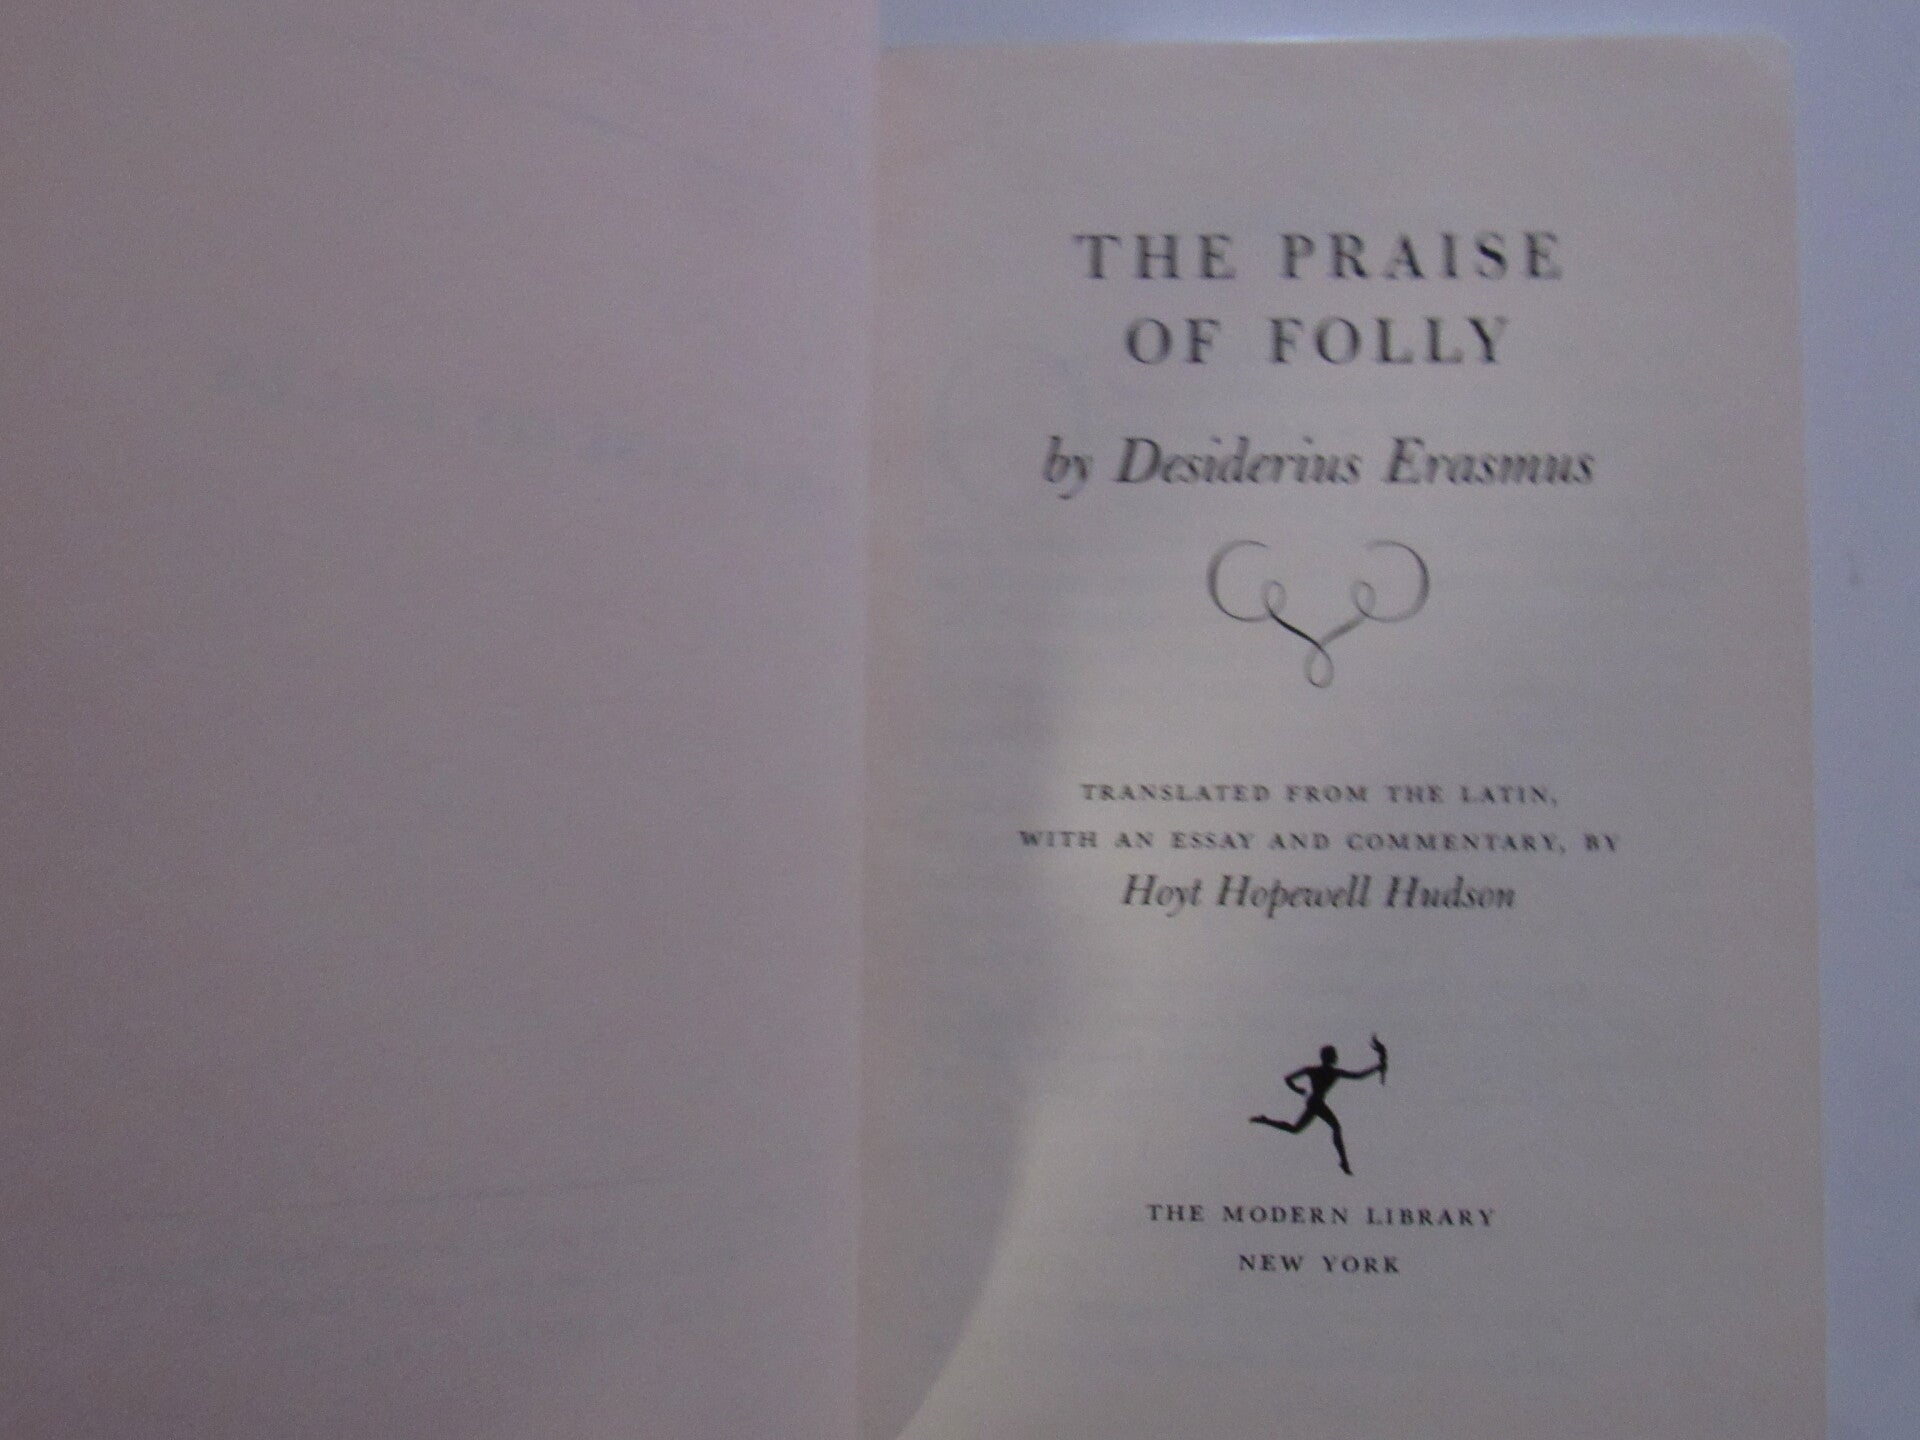 THE PRAISE
OF FOLLY
by Desiderius Erasmus
TRANSLATED FROM THE LATIN,
WITH AN ESSAY AND COMMENTARY, BY
Hoyt Hopewell Hudson
THE MODERN LIBRARY
NEW YORK